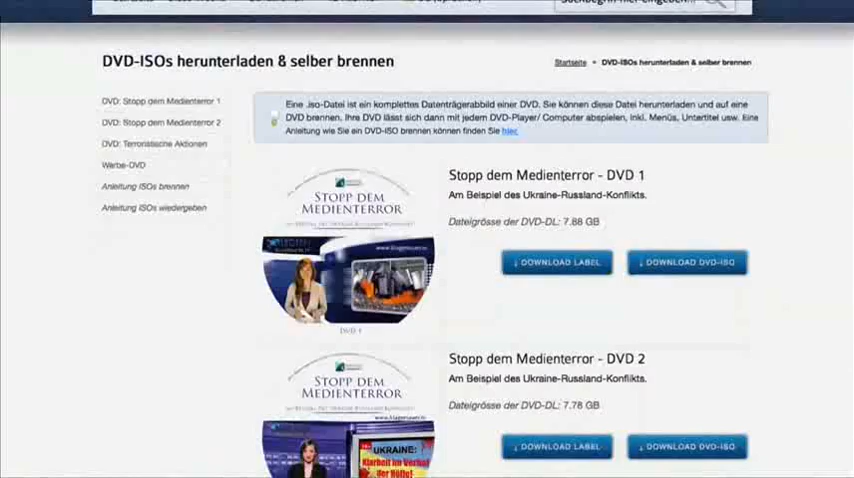 DVD-ISOs herunterladen & selber brennen
Startseite • DVD-ISOs herunterladen & selber brennen
DVD: Stopp dem Medienterror 1
DVD: Stopp dem Medienterror 2
DVD: Terroristische Aktionen
Werbe-DVD
Anleitung ISOs brennen
Anleitung ISOs wiedergeben
Eine .iso-Datei ist ein komplettes Datenträgerabbild einer DVD. Sie können diese Datei herunterladen und auf eine
DVD brennen. Ihre DVD lässt sich dann mit jedem DVD-Player/ Computer abspielen, inkl. Menüs, Untertitel usw. Eine
Anleitung wie Sie ein DVD-ISO brennen können finden Sie hier.
STOPP DEM
MEDIENTERROR
DVD 1
Stopp dem Medienterror - DVD 1
Am Beispiel des Ukraine-Russland-Konflikts.
Dateigrösse der DVD-DL: 7.88 GB
↓ DOWNLOAD LABEL
↓ DOWNLOAD DVD-ISO
STOPP DEM
MEDIENTERROR
UKRAINE:
Klarheit im Vorhof
der Hölle!
Stopp dem Medienterror - DVD 2
Am Beispiel des Ukraine-Russland-Konflikts.
Dateigrösse der DVD-DL: 7.78 GB
↓ DOWNLOAD LABEL
↓ DOWNLOAD DVD-ISO